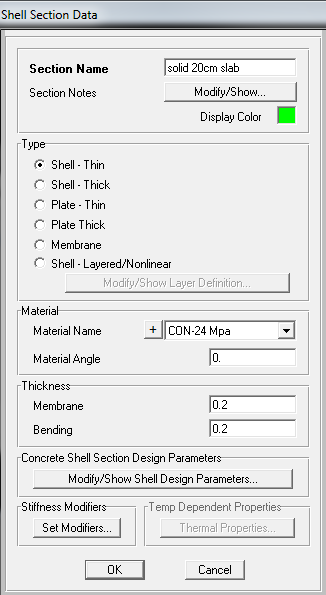 Shell Section Data
Section Name solid 20cm slab
Section Notes Modify/Show...
Display Color
Type
Shell - Thin
Shell - Thick
Plate - Thin
Plate Thick
Membrane
Shell - Layered/Nonlinear
Modify/Show Layer Definition...
Material
Material Name + CON-24 Mpa
Material Angle 0.
Thickness
Membrane 0.2
Bending 0.2
Concrete Shell Section Design Parameters
Modify/Show Shell Design Parameters...
Stiffness Modifiers Temp Dependent Properties
Set Modifiers... Thermal Properties...
OK Cancel